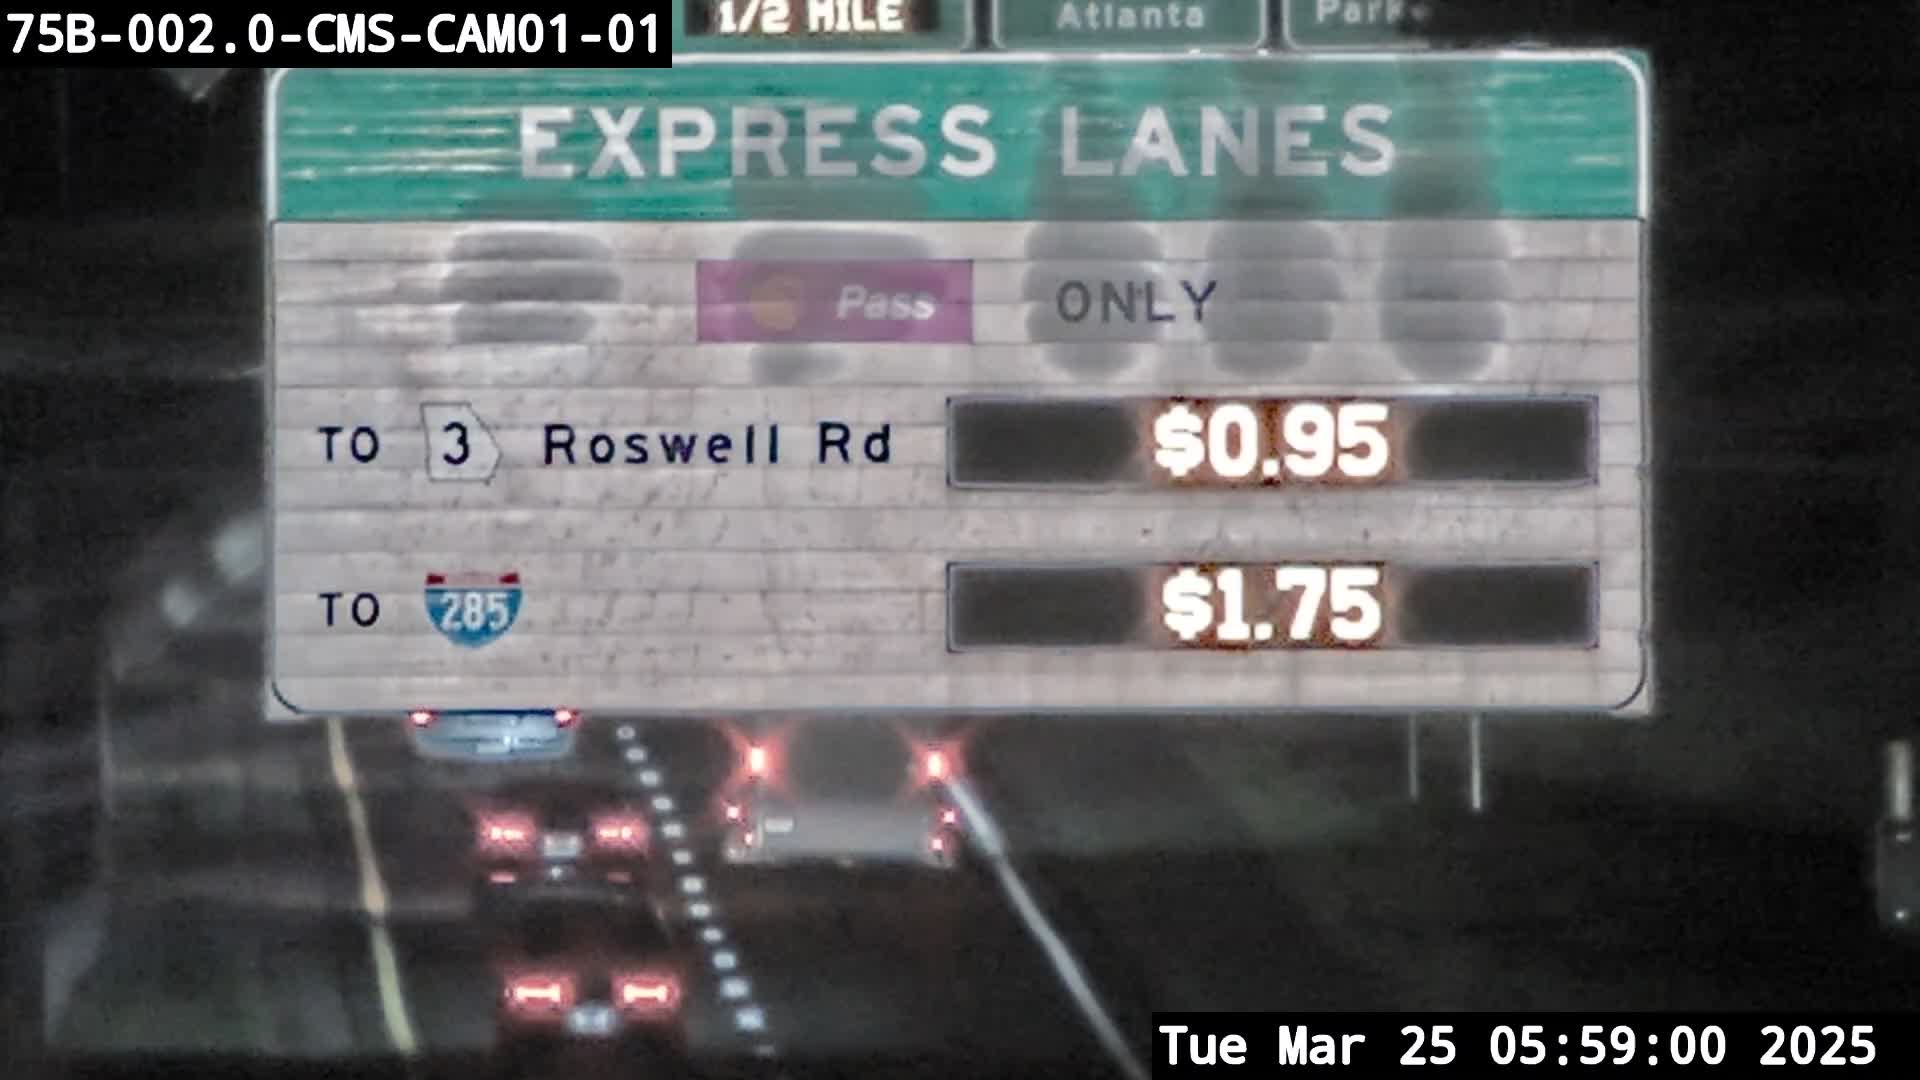 75B-002.0-CMS-CAM01-01
1/2 MILE
Atlanta
EXPRESS LANES
Pass ONLY
TO 3 Roswell Rd $0.95
TO 285 $1.75
Tue Mar 25 05:59:00 2025